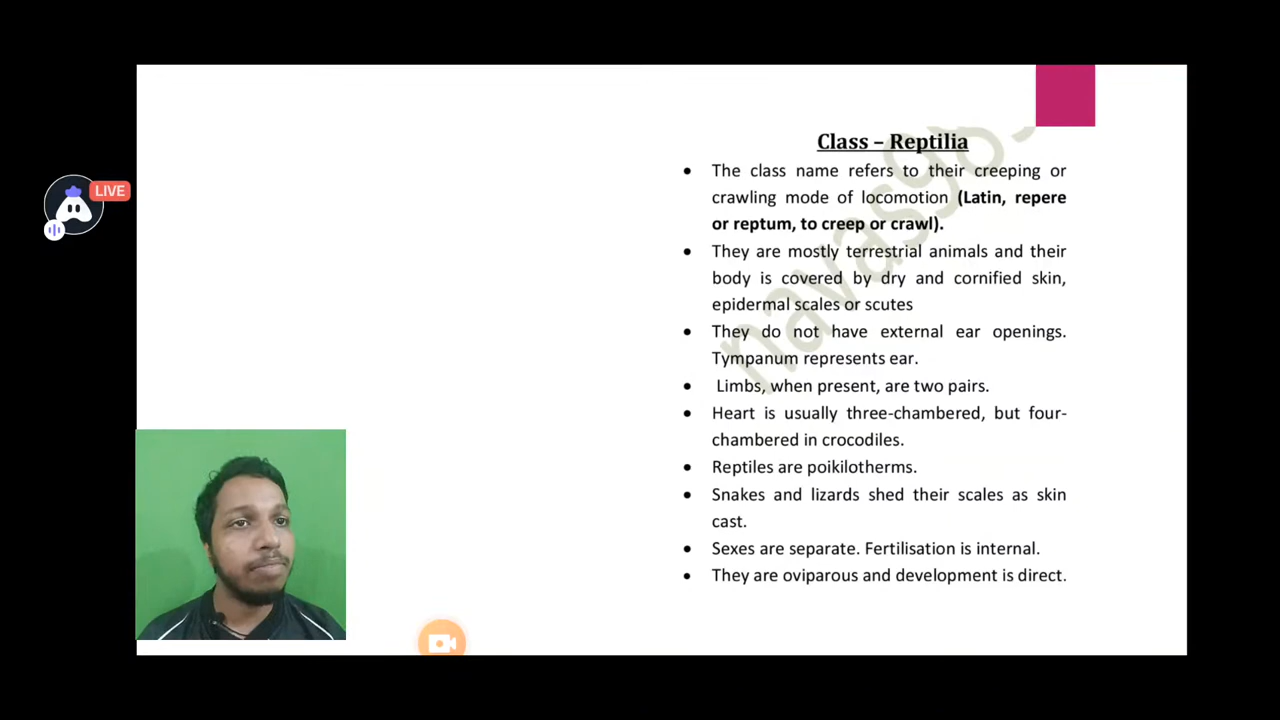 LIVE
Class – Reptilia
• The class name refers to their creeping or
crawling mode of locomotion (Latin, repere
or reptum, to creep or crawl).
• They are mostly terrestrial animals and their
body is covered by dry and cornified skin,
epidermal scales or scutes
• They do not have external ear openings.
Tympanum represents ear.
• Limbs, when present, are two pairs.
• Heart is usually three-chambered, but four-
chambered in crocodiles.
• Reptiles are poikilotherms.
• Snakes and lizards shed their scales as skin
cast.
• Sexes are separate. Fertilisation is internal.
• They are oviparous and development is direct.